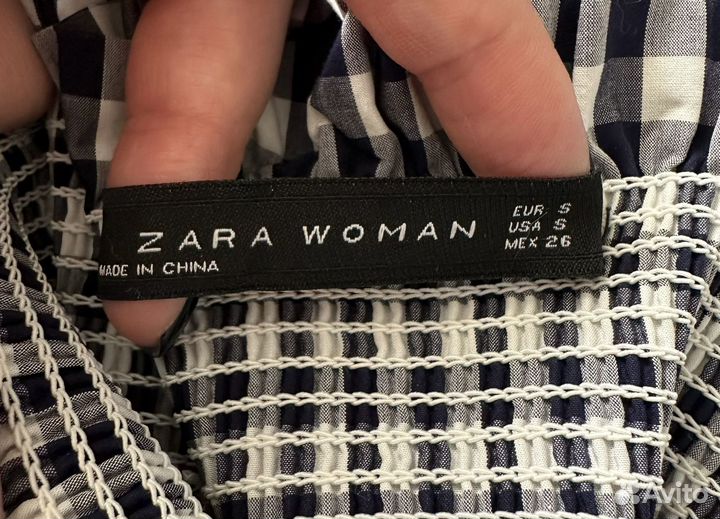 ZARA WOMAN
MADE IN CHINA
EUR S
USA S
MEX 26
Avito